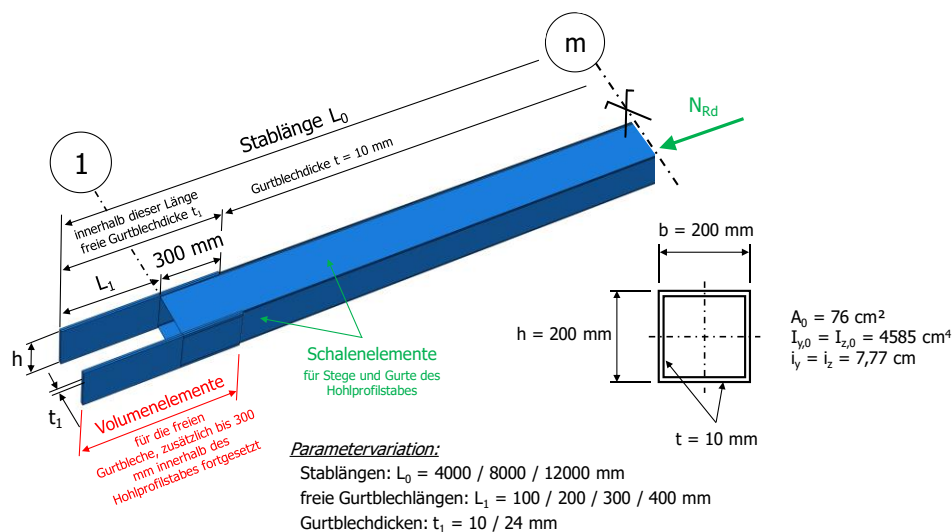 m
N_Rd
Stablänge L₀
Gurtblechdicke t = 10 mm
1
innerhalb dieser Länge
freie Gurtblechdicke t₁
300 mm
L₁
h
t₁
Volumenelemente
für die freien
Gurtbleche, zusätzlich bis 300
mm innerhalb des
Hohlprofilstabes fortgesetzt
Schalenelemente
für Stege und Gurte des
Hohlprofilstabes
b = 200 mm
h = 200 mm
t = 10 mm
A₀ = 76 cm²
I_y,0 = I_z,0 = 4585 cm⁴
i_y = i_z = 7,77 cm
Parametervariation:
Stablängen: L₀ = 4000 / 8000 / 12000 mm
freie Gurtblechlängen: L₁ = 100 / 200 / 300 / 400 mm
Gurtblechdicken: t₁ = 10 / 24 mm